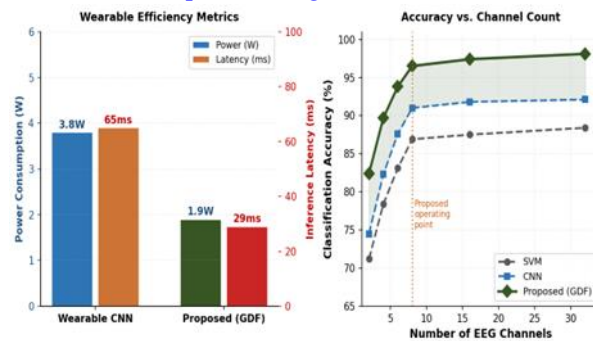 Wearable Efficiency Metrics
Power (W)
Latency (ms)
Power Consumption (W)
6
5
4
3
2
1
0
3.8W
65ms
1.9W
29ms
100
80
60
40
20
0
Inference Latency (ms)
Wearable CNN
Proposed (GDF)
Accuracy vs. Channel Count
Classification Accuracy (%)
100
95
90
85
80
75
70
65
Proposed
operating
point
SVM
CNN
Proposed (GDF)
5
10
15
20
25
30
Number of EEG Channels